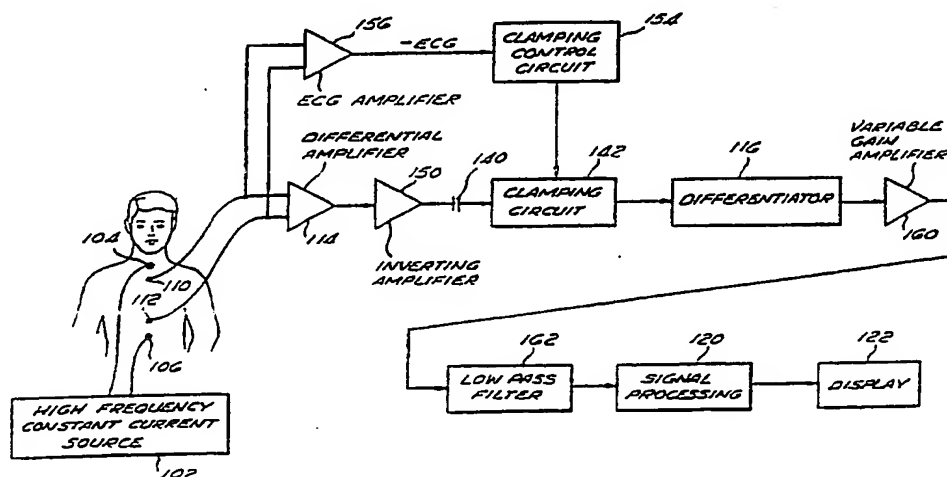 156
-ECG
CLAMPING
CONTROL
CIRCUIT
154
ECG AMPLIFIER
DIFFERENTIAL
AMPLIFIER
150
140
142
116
VARIABLE
GAIN
AMPLIFIER
CLAMPING
CIRCUIT
DIFFERENTIATOR
114
160
INVERTING
AMPLIFIER
104
110
112
106
162
120
122
LOW PASS
FILTER
SIGNAL
PROCESSING
DISPLAY
HIGH FREQUENCY
CONSTANT CURRENT
SOURCE
102